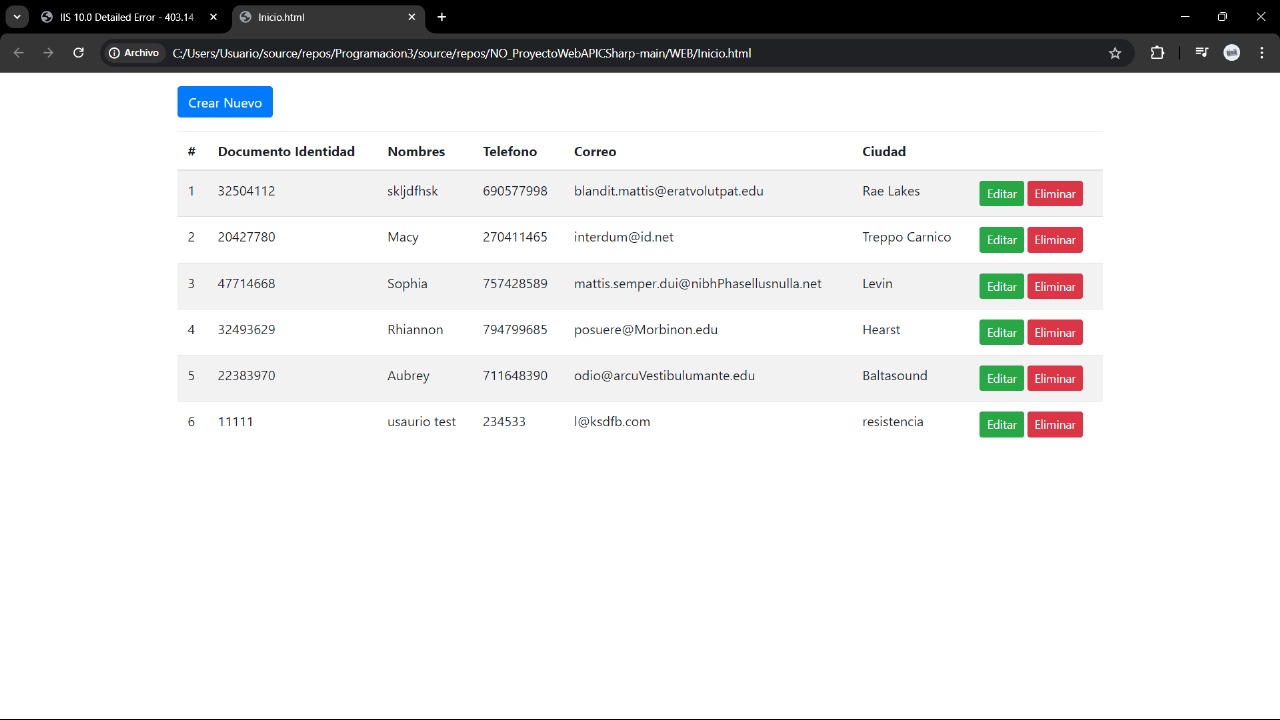 IIS 10.0 Detailed Error - 403.14
Inicio.html
Archivo C:/Users/Usuario/source/repos/Programacion3/source/repos/NO_ProyectoWebAPICSharp-main/WEB/Inicio.html
Crear Nuevo
# Documento Identidad Nombres Telefono Correo Ciudad
1 32504112 skljdfhsk 690577998 blandit.mattis@eratvolutpat.edu Rae Lakes Editar Eliminar
2 20427780 Macy 270411465 interdum@id.net Treppo Carnico Editar Eliminar
3 47714668 Sophia 757428589 mattis.semper.dui@nibhPhasellusnulla.net Levin Editar Eliminar
4 32493629 Rhiannon 794799685 posuere@Morbinon.edu Hearst Editar Eliminar
5 22383970 Aubrey 711648390 odio@arcuVestibulumante.edu Baltasound Editar Eliminar
6 11111 usaurio test 234533 l@ksdfb.com resistencia Editar Eliminar